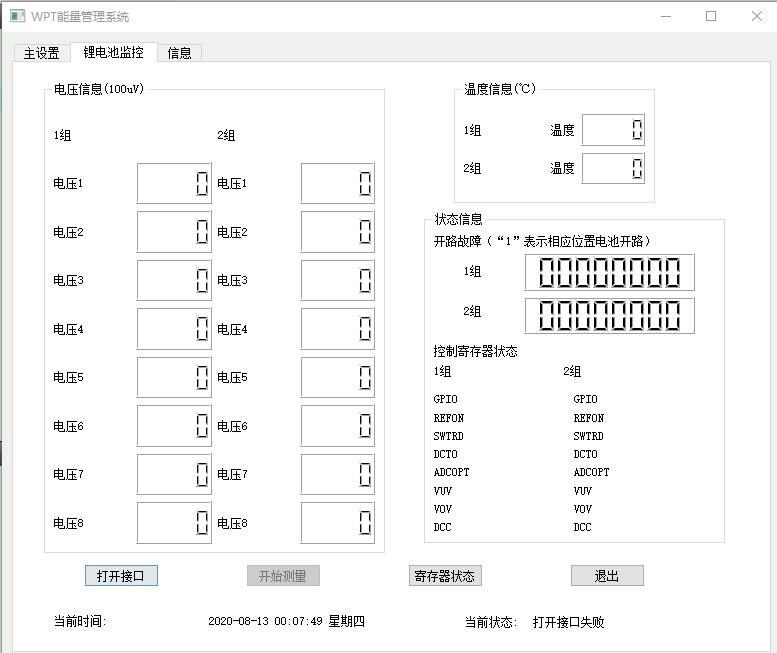 WPT能量管理系统
主设置 锂电池监控 信息
电压信息(100uV)
1组 2组
电压1 0 电压1 0
电压2 0 电压2 0
电压3 0 电压3 0
电压4 0 电压4 0
电压5 0 电压5 0
电压6 0 电压6 0
电压7 0 电压7 0
电压8 0 电压8 0
温度信息(℃)
1组 温度 0
2组 温度 0
状态信息
开路故障（“1”表示相应位置电池开路）
1组 00000000
2组 00000000
控制寄存器状态
1组 2组
GPIO GPIO
REFON REFON
SWTRD SWTRD
DCTO DCTO
ADCOPT ADCOPT
VUV VUV
VOV VOV
DCC DCC
打开接口 开始测量 寄存器状态 退出
当前时间: 2020-08-13 00:07:49 星期四 当前状态: 打开接口失败